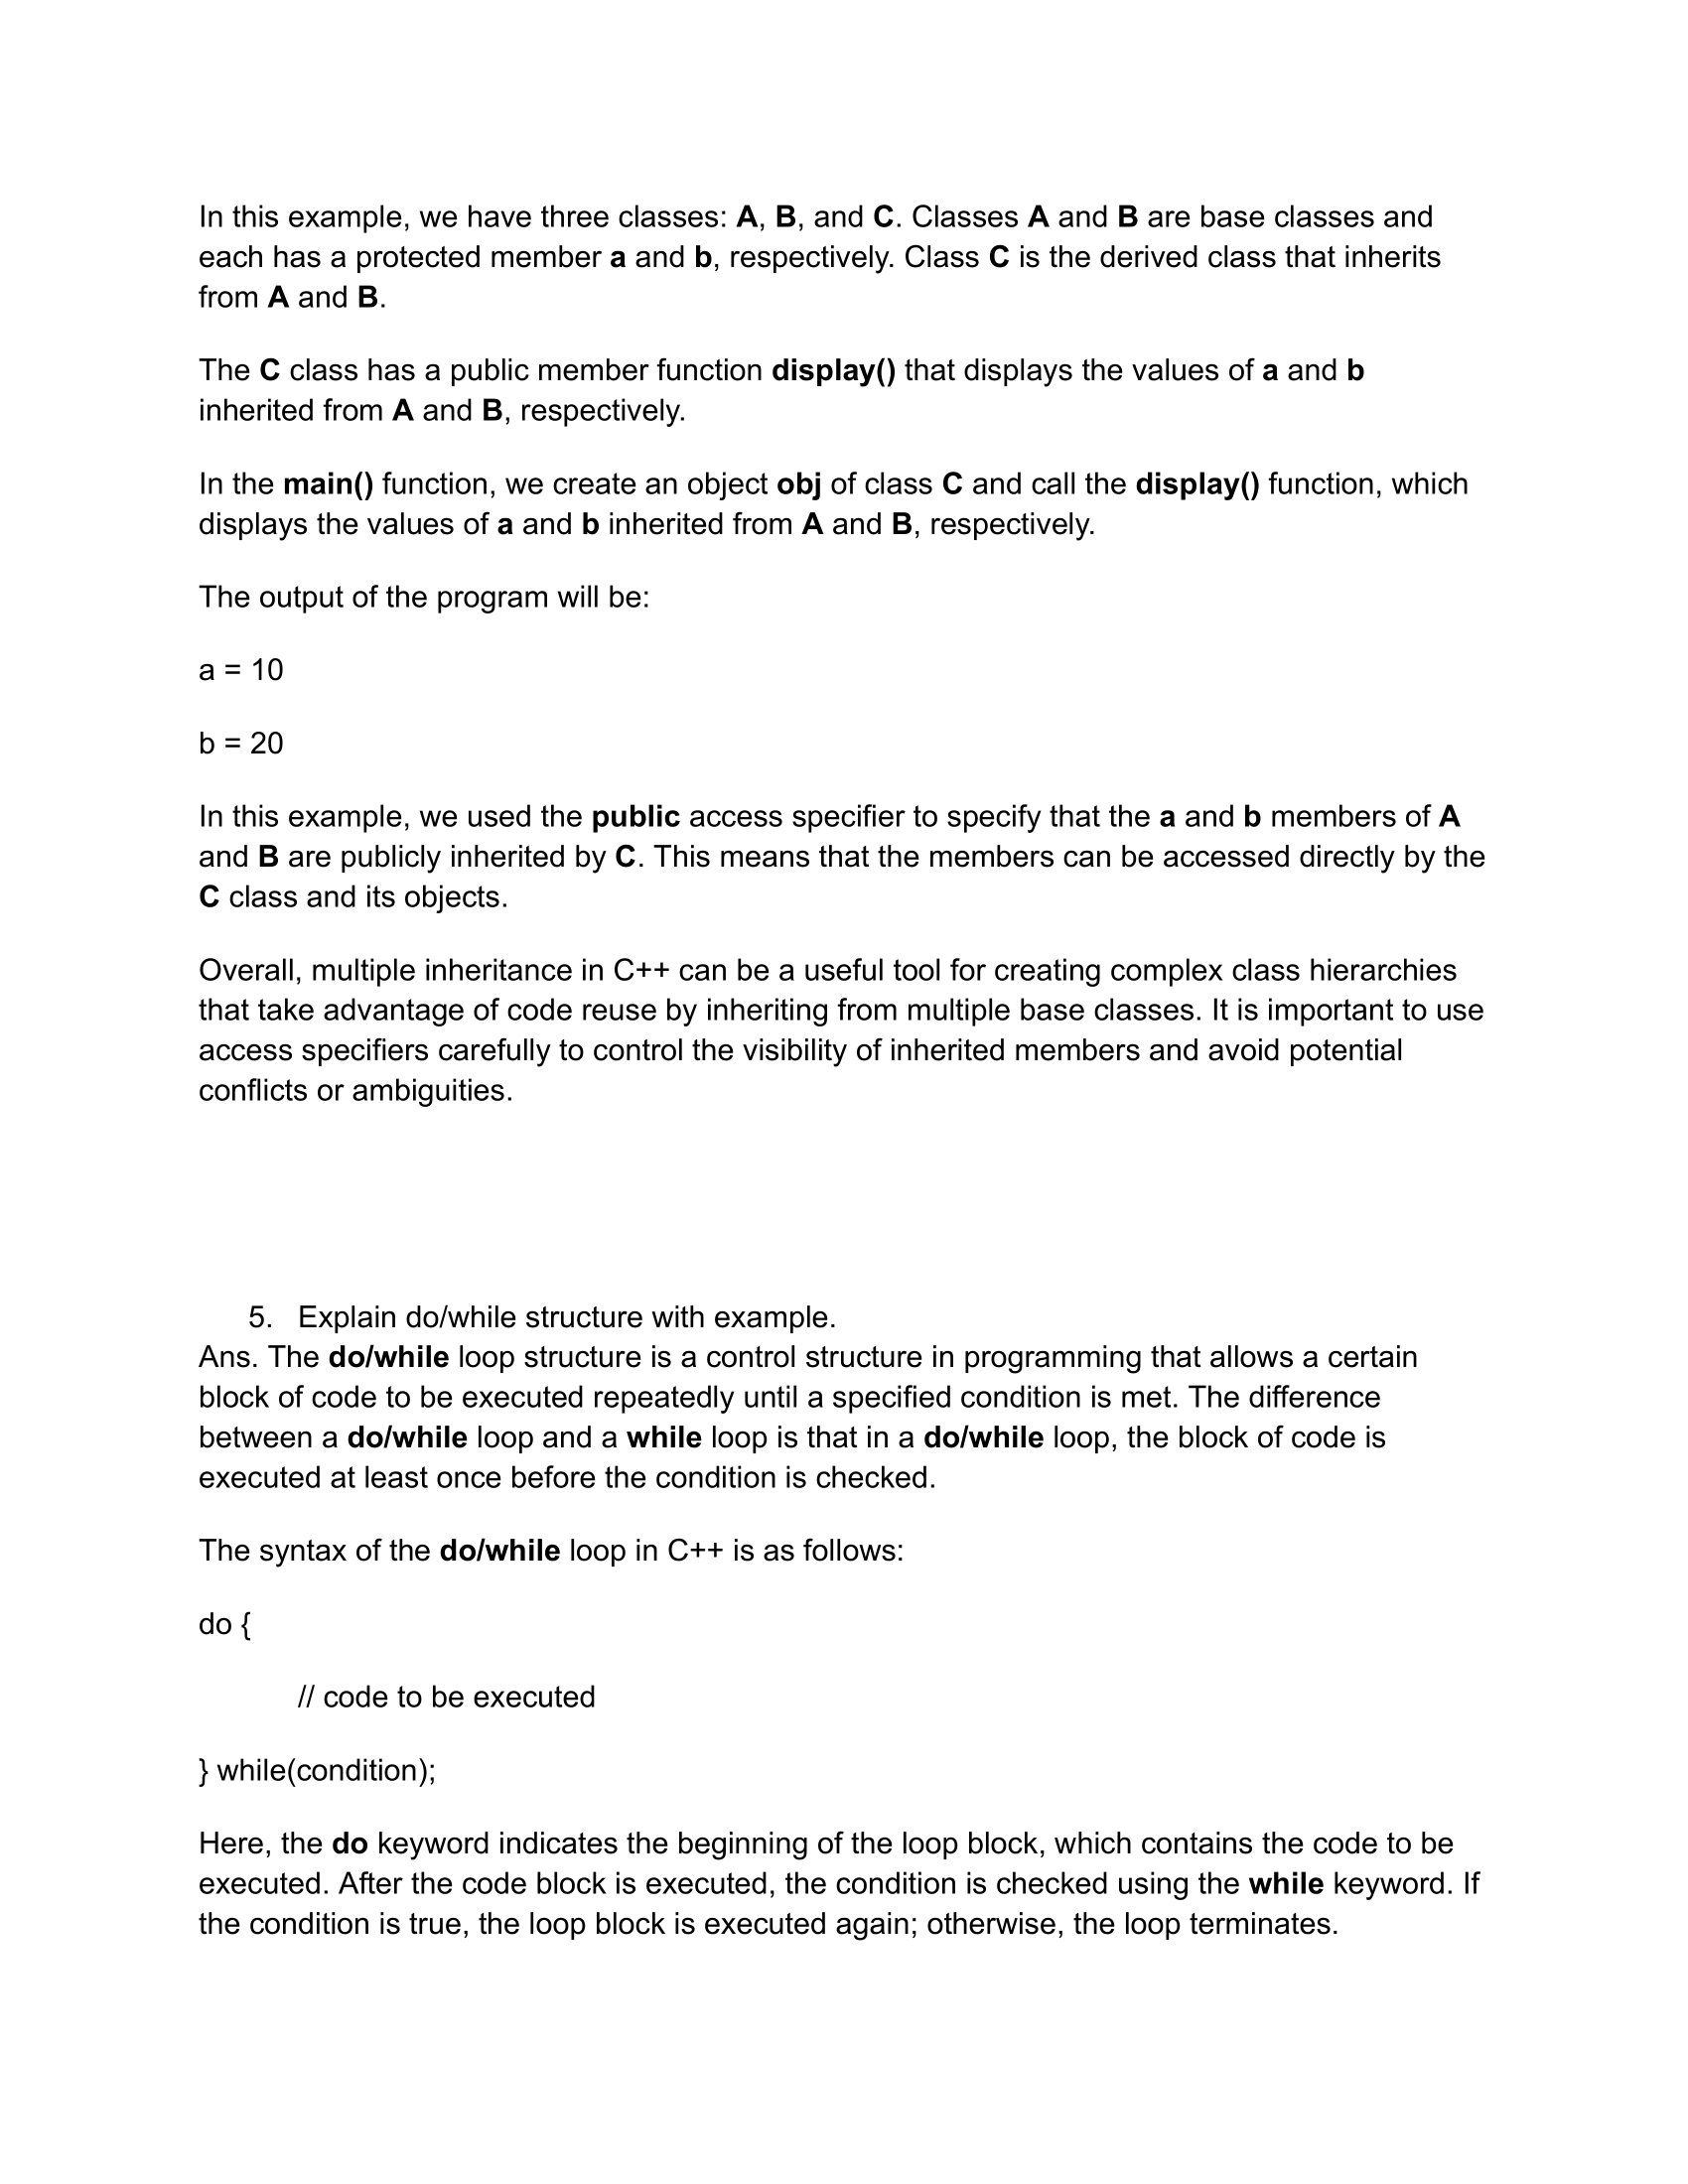 In this example, we have three classes: A, B, and C. Classes A and B are base classes and
each has a protected member a and b, respectively. Class C is the derived class that inherits
from A and B.
The C class has a public member function display() that displays the values of a and b
inherited from A and B, respectively.
In the main() function, we create an object obj of class C and call the display() function, which
displays the values of a and b inherited from A and B, respectively.
The output of the program will be:
a = 10
b = 20
In this example, we used the public access specifier to specify that the a and b members of A
and B are publicly inherited by C. This means that the members can be accessed directly by the
C class and its objects.
Overall, multiple inheritance in C++ can be a useful tool for creating complex class hierarchies
that take advantage of code reuse by inheriting from multiple base classes. It is important to use
access specifiers carefully to control the visibility of inherited members and avoid potential
conflicts or ambiguities.
5. Explain do/while structure with example.
Ans. The do/while loop structure is a control structure in programming that allows a certain
block of code to be executed repeatedly until a specified condition is met. The difference
between a do/while loop and a while loop is that in a do/while loop, the block of code is
executed at least once before the condition is checked.
The syntax of the do/while loop in C++ is as follows:
do {
// code to be executed
} while(condition);
Here, the do keyword indicates the beginning of the loop block, which contains the code to be
executed. After the code block is executed, the condition is checked using the while keyword. If
the condition is true, the loop block is executed again; otherwise, the loop terminates.